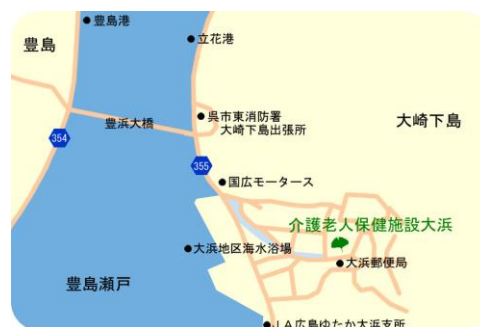 豊島港
豊島
立花港
呉市東消防署
大崎下島出張所
大崎下島
豊浜大橋
354
355
国広モータース
介護老人保健施設大浜
大浜地区海水浴場
大浜郵便局
豊島瀬戸
JA広島ゆたか大浜支所